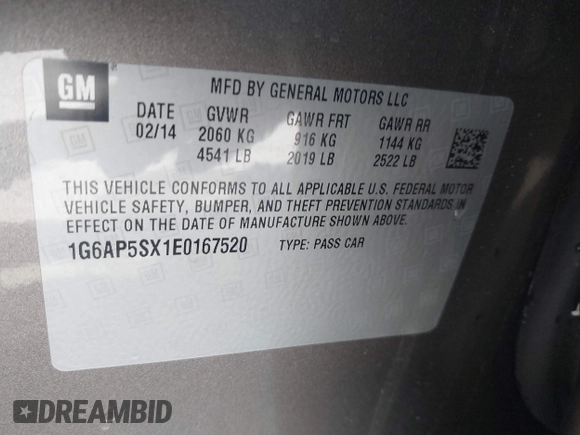 GM
MFD BY GENERAL MOTORS LLC
DATE GVWR GAWR FRT GAWR RR
02/14 2060 KG 916 KG 1144 KG
4541 LB 2019 LB 2522 LB
THIS VEHICLE CONFORMS TO ALL APPLICABLE U.S. FEDERAL MOTOR
VEHICLE SAFETY, BUMPER, AND THEFT PREVENTION STANDARDS IN
EFFECT ON THE DATE OF MANUFACTURE SHOWN ABOVE.
1G6AP5SX1E0167520 TYPE: PASS CAR
DREAMBID